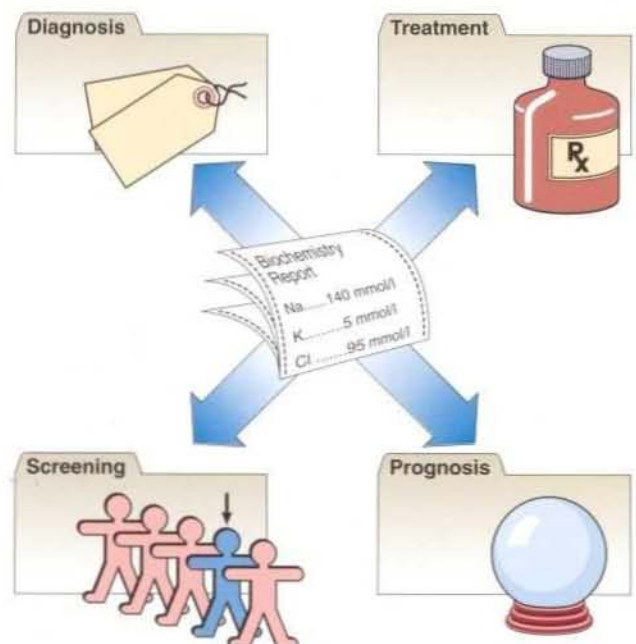 Diagnosis
Treatment
Rx
Biochemistry
Report
Na.....140 mmol/l
K..........5 mmol/l
Cl .......95 mmol/l
Screening
Prognosis